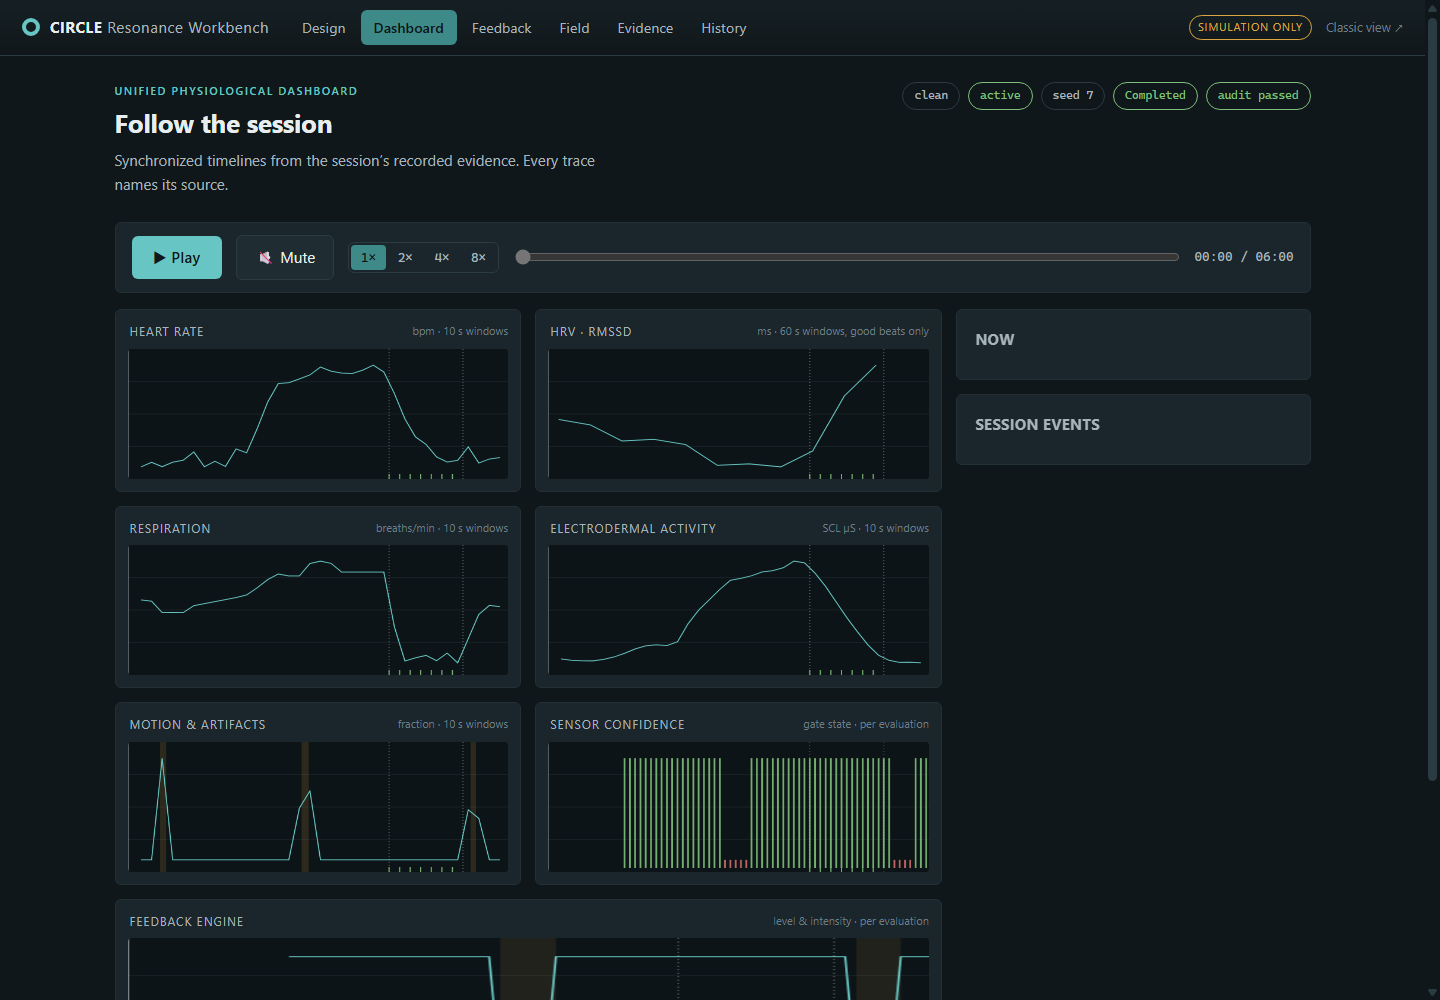 CIRCLE Resonance Workbench
Design
Dashboard
Feedback
Field
Evidence
History
SIMULATION ONLY
Classic view ↗
UNIFIED PHYSIOLOGICAL DASHBOARD
clean
active
seed 7
Completed
audit passed
Follow the session
Synchronized timelines from the session's recorded evidence. Every trace
names its source.
▶ Play
🔇 Mute
1×
2×
4×
8×
00:00 / 06:00
HEART RATE
bpm · 10 s windows
HRV · RMSSD
ms · 60 s windows, good beats only
NOW
SESSION EVENTS
RESPIRATION
breaths/min · 10 s windows
ELECTRODERMAL ACTIVITY
SCL µS · 10 s windows
MOTION & ARTIFACTS
fraction · 10 s windows
SENSOR CONFIDENCE
gate state · per evaluation
FEEDBACK ENGINE
level & intensity · per evaluation